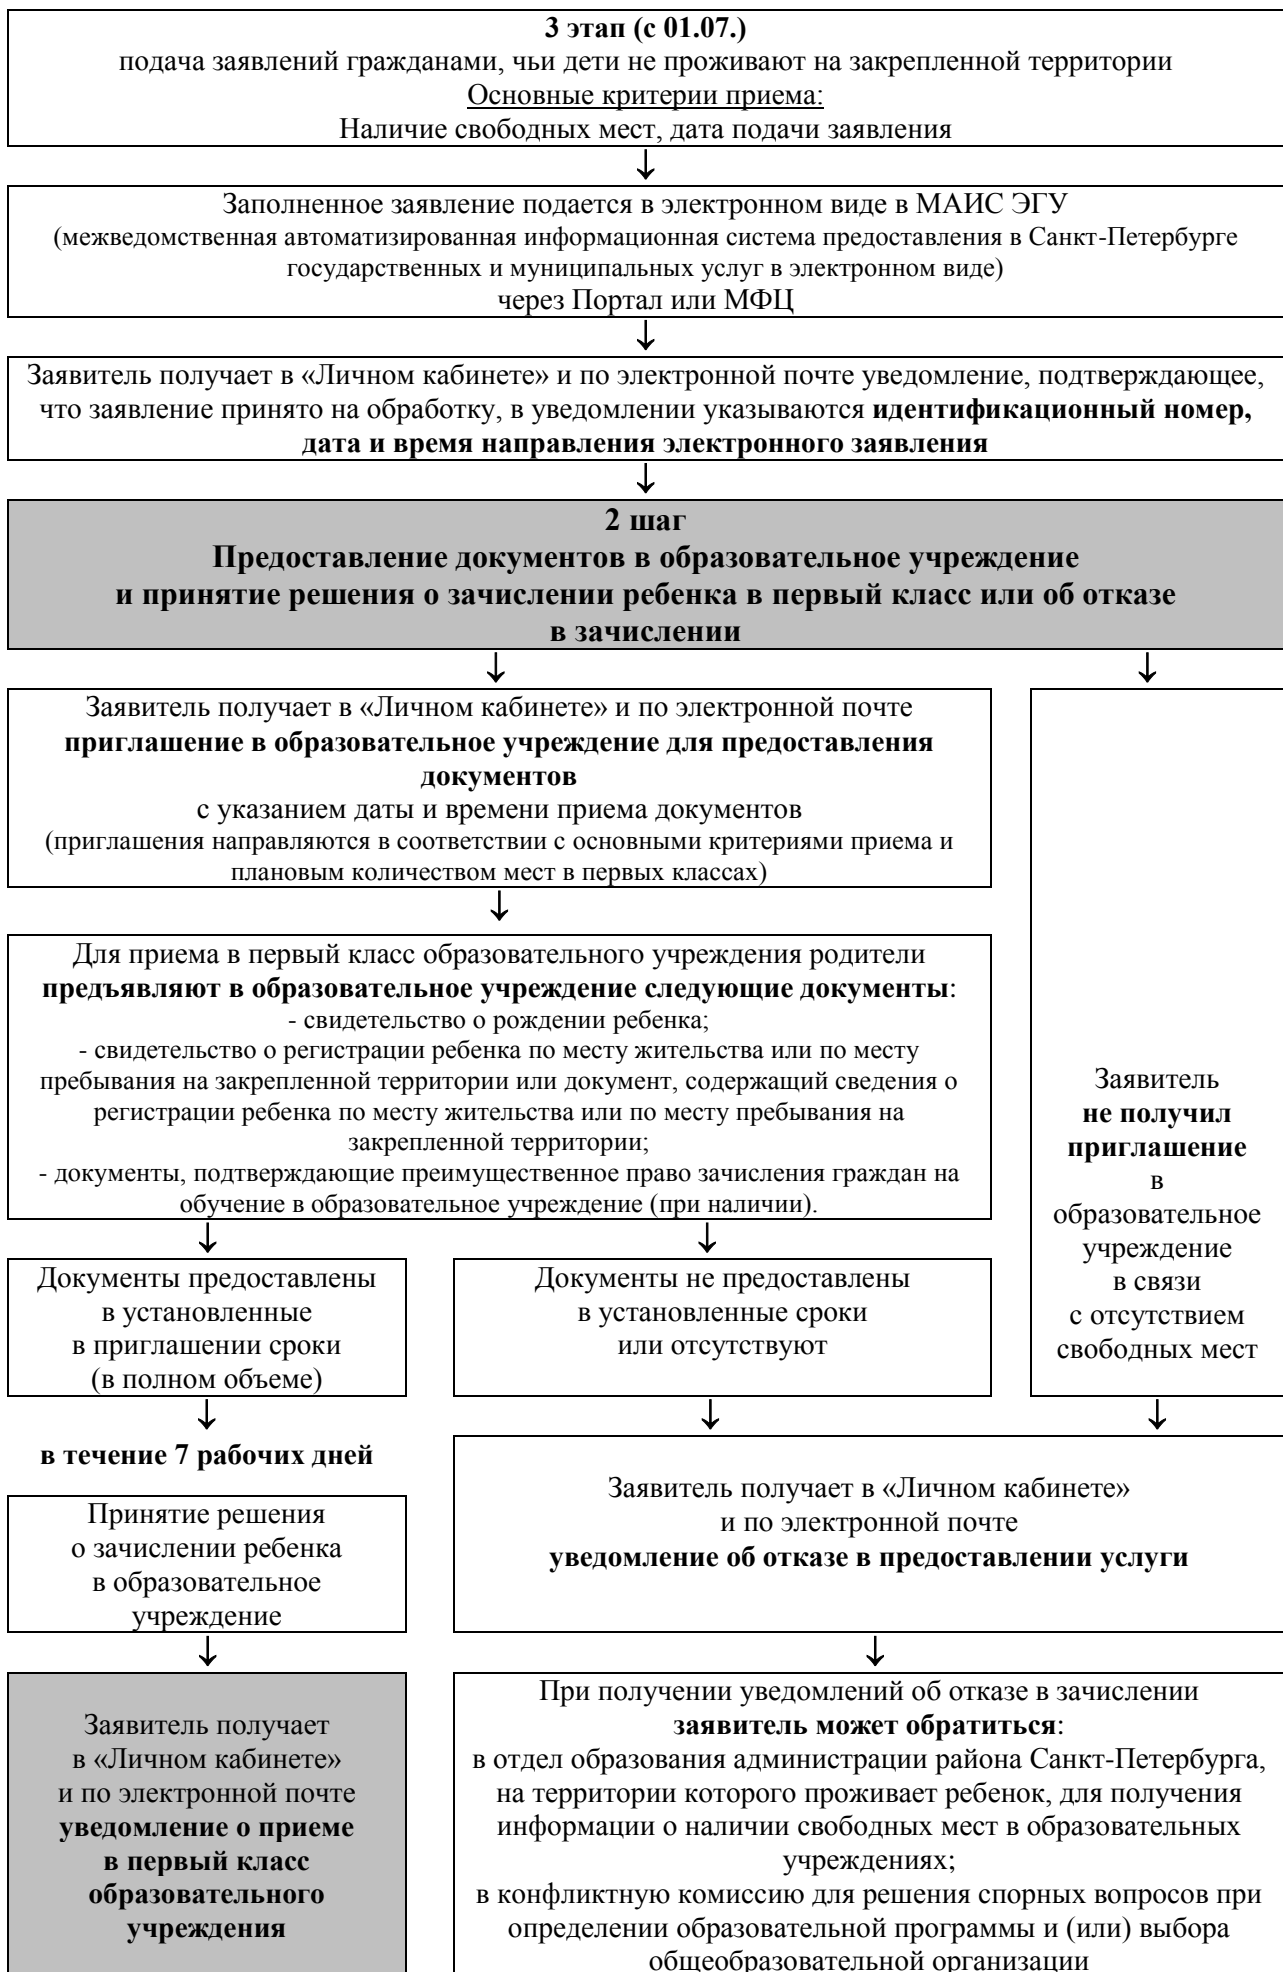 3 этап (с 01.07.)
подача заявлений гражданами, чьи дети не проживают на закрепленной территории
Основные критерии приема:
Наличие свободных мест, дата подачи заявления
Заполненное заявление подается в электронном виде в МАИС ЭГУ
(межведомственная автоматизированная информационная система предоставления в Санкт-Петербурге
государственных и муниципальных услуг в электронном виде)
через Портал или МФЦ
Заявитель получает в «Личном кабинете» и по электронной почте уведомление, подтверждающее,
что заявление принято на обработку, в уведомлении указываются идентификационный номер,
дата и время направления электронного заявления
2 шаг
Предоставление документов в образовательное учреждение
и принятие решения о зачислении ребенка в первый класс или об отказе
в зачислении
Заявитель получает в «Личном кабинете» и по электронной почте
приглашение в образовательное учреждение для предоставления
документов
с указанием даты и времени приема документов
(приглашения направляются в соответствии с основными критериями приема и
плановым количеством мест в первых классах)
Для приема в первый класс образовательного учреждения родители
предъявляют в образовательное учреждение следующие документы:
- свидетельство о рождении ребенка;
- свидетельство о регистрации ребенка по месту жительства или по месту
пребывания на закрепленной территории или документ, содержащий сведения о
регистрации ребенка по месту жительства или по месту пребывания на
закрепленной территории;
- документы, подтверждающие преимущественное право зачисления граждан на
обучение в образовательное учреждение (при наличии).
Заявитель
не получил
приглашение
в
образовательное
учреждение
в связи
с отсутствием
свободных мест
Документы предоставлены
в установленные
в приглашении сроки
(в полном объеме)
Документы не предоставлены
в установленные сроки
или отсутствуют
в течение 7 рабочих дней
Принятие решения
о зачислении ребенка
в образовательное
учреждение
Заявитель получает в «Личном кабинете»
и по электронной почте
уведомление об отказе в предоставлении услуги
Заявитель получает
в «Личном кабинете»
и по электронной почте
уведомление о приеме
в первый класс
образовательного
учреждения
При получении уведомлений об отказе в зачислении
заявитель может обратиться:
в отдел образования администрации района Санкт-Петербурга,
на территории которого проживает ребенок, для получения
информации о наличии свободных мест в образовательных
учреждениях;
в конфликтную комиссию для решения спорных вопросов при
определении образовательной программы и (или) выбора
общеобразовательной организации